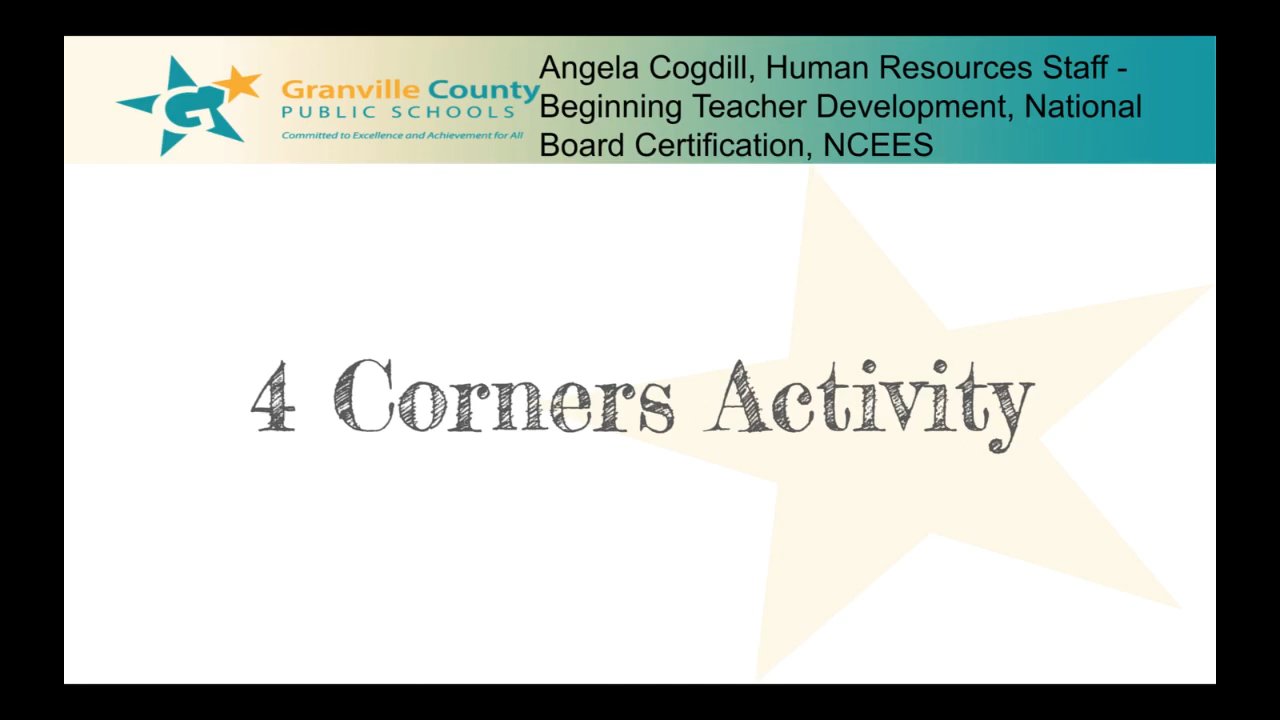 Granville County
PUBLIC SCHOOLS
Committed to Excellence and Achievement for All
Angela Cogdill, Human Resources Staff -
Beginning Teacher Development, National
Board Certification, NCEES
4 Corners Activity